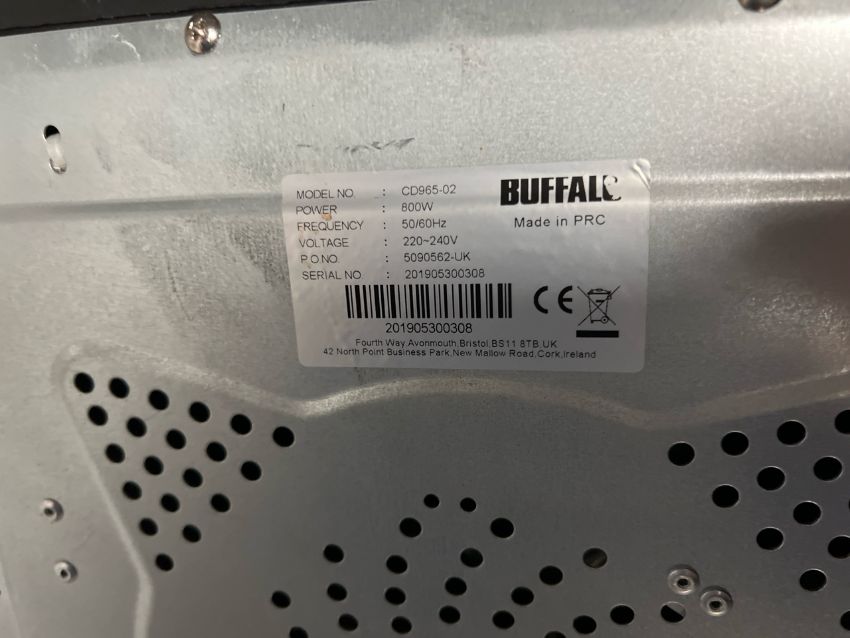 MODEL NO. : CD965-02
POWER : 800W
FREQUENCY : 50/60Hz
VOLTAGE : 220~240V
P.O NO. : 5090562-UK
SERIAL NO. : 201905300308
BUFFALO
Made in PRC
CE
201905300308
Fourth Way,Avonmouth,Bristol,BS11 8TB,UK
42 North Point Business Park,New Mallow Road,Cork,Ireland